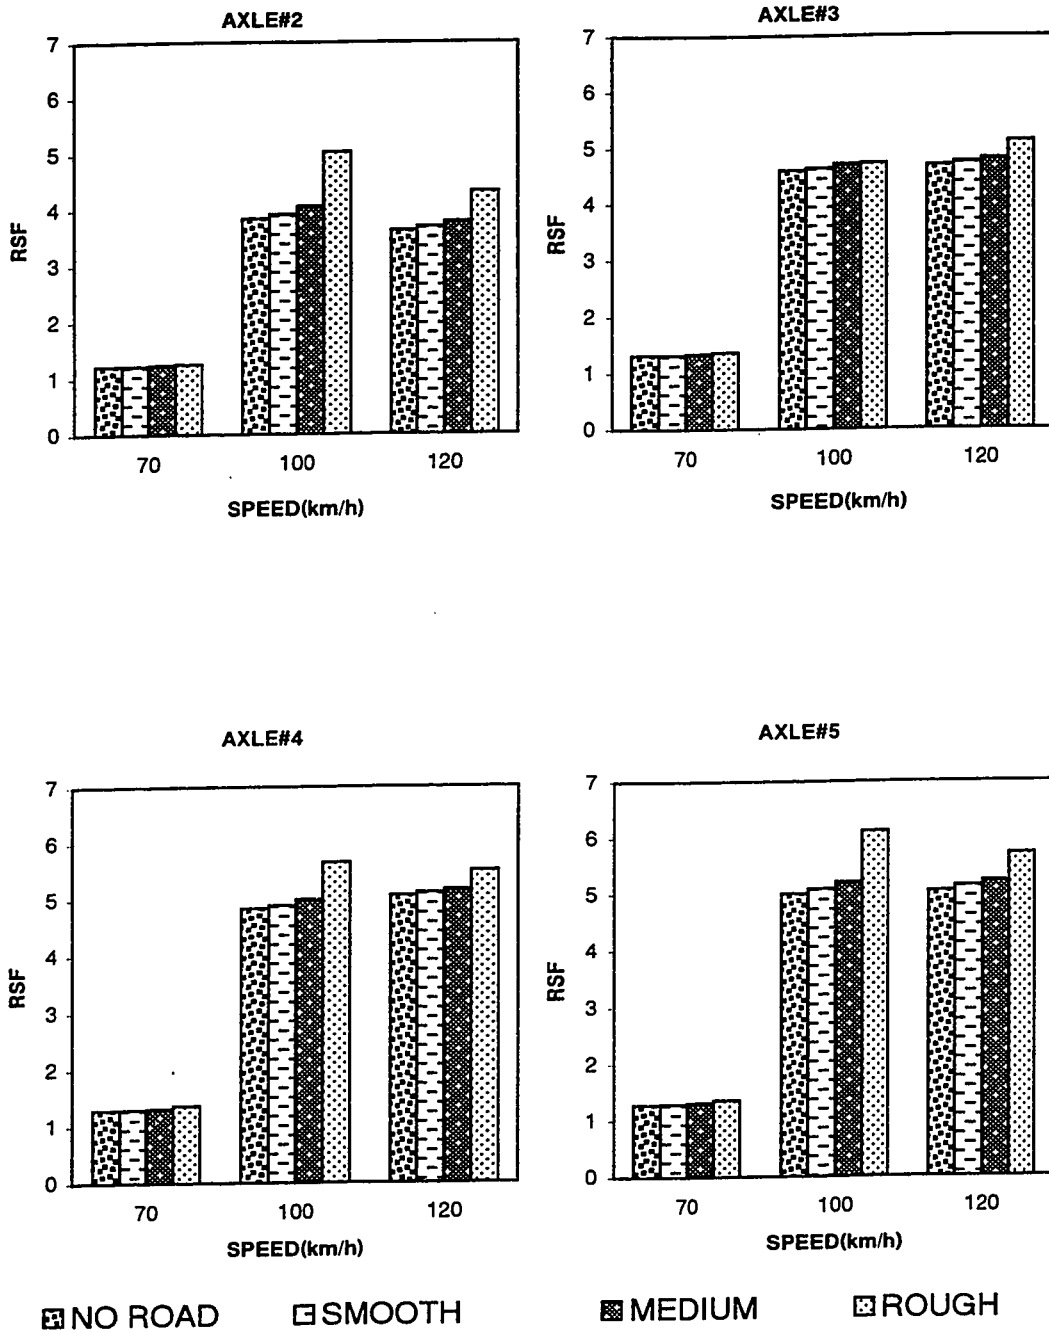 AXLE#2
7
6
5
4
3
2
1
0
RSF
70 100 120
SPEED(km/h)
AXLE#3
7
6
5
4
3
2
1
0
RSF
70 100 120
SPEED(km/h)
AXLE#4
7
6
5
4
3
2
1
0
RSF
70 100 120
SPEED(km/h)
AXLE#5
7
6
5
4
3
2
1
0
RSF
70 100 120
SPEED(km/h)
NO ROAD SMOOTH MEDIUM ROUGH